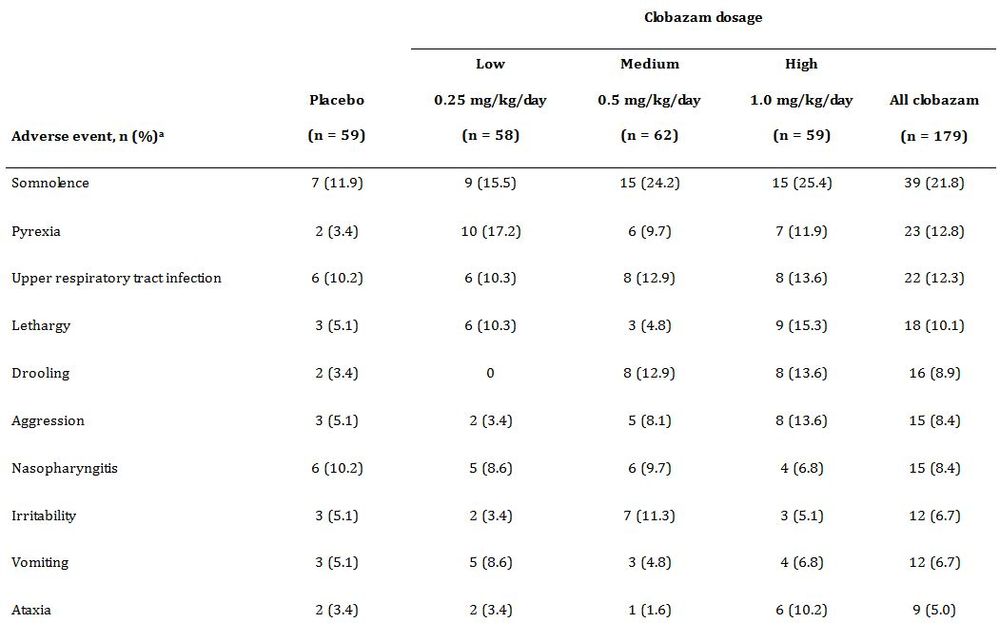 Clobazam dosage
Low Medium High
Placebo 0.25 mg/kg/day 0.5 mg/kg/day 1.0 mg/kg/day All clobazam
Adverse event, n (%)ᵃ (n = 59) (n = 58) (n = 62) (n = 59) (n = 179)
Somnolence 7 (11.9) 9 (15.5) 15 (24.2) 15 (25.4) 39 (21.8)
Pyrexia 2 (3.4) 10 (17.2) 6 (9.7) 7 (11.9) 23 (12.8)
Upper respiratory tract infection 6 (10.2) 6 (10.3) 8 (12.9) 8 (13.6) 22 (12.3)
Lethargy 3 (5.1) 6 (10.3) 3 (4.8) 9 (15.3) 18 (10.1)
Drooling 2 (3.4) 0 8 (12.9) 8 (13.6) 16 (8.9)
Aggression 3 (5.1) 2 (3.4) 5 (8.1) 8 (13.6) 15 (8.4)
Nasopharyngitis 6 (10.2) 5 (8.6) 6 (9.7) 4 (6.8) 15 (8.4)
Irritability 3 (5.1) 2 (3.4) 7 (11.3) 3 (5.1) 12 (6.7)
Vomiting 3 (5.1) 5 (8.6) 3 (4.8) 4 (6.8) 12 (6.7)
Ataxia 2 (3.4) 2 (3.4) 1 (1.6) 6 (10.2) 9 (5.0)